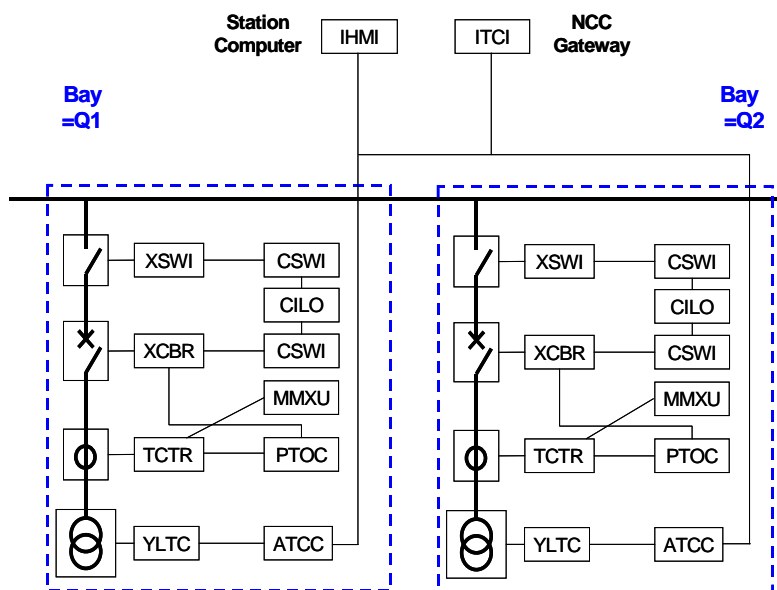 Station
Computer
IHMI
ITCI
NCC
Gateway
Bay
=Q1
Bay
=Q2
XSWI
CSWI
CILO
XCBR
CSWI
MMXU
TCTR
PTOC
YLTC
ATCC
XSWI
CSWI
CILO
XCBR
CSWI
MMXU
TCTR
PTOC
YLTC
ATCC